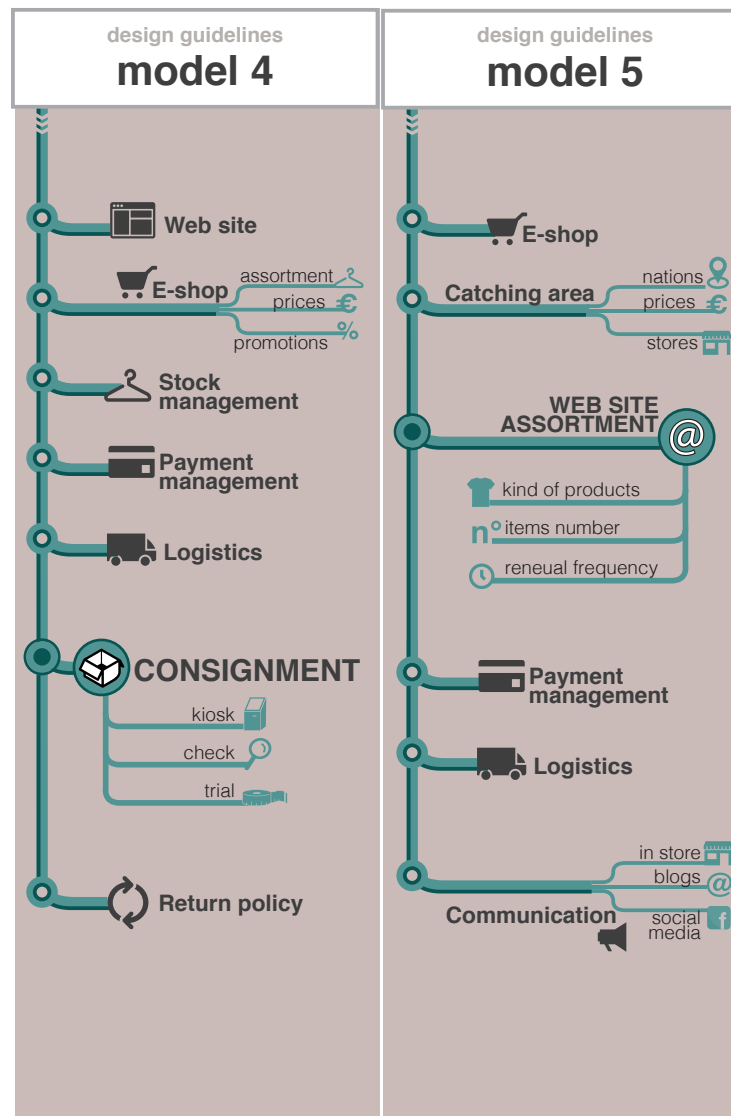 design guidelines
model 4
Web site
E-shop
assortment
prices
€
promotions
%
Stock
management
Payment
management
Logistics
CONSIGNMENT
kiosk
check
trial
Return policy
design guidelines
model 5
E-shop
Catching area
nations
prices
€
stores
WEB SITE
ASSORTMENT
@
kind of products
n° items number
reneual frequency
Payment
management
Logistics
Communication
in store
blogs
@
social
media
f